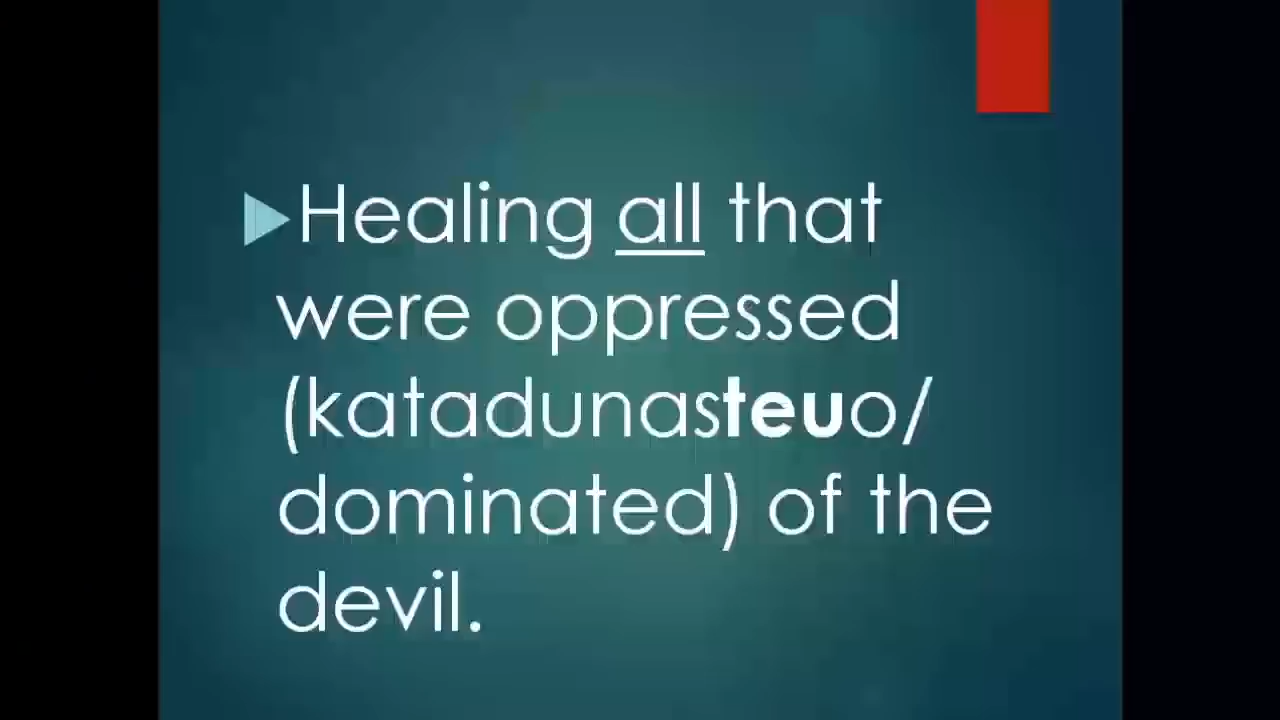 Healing all that
were oppressed
(katadunasteuo/
dominated) of the
devil.